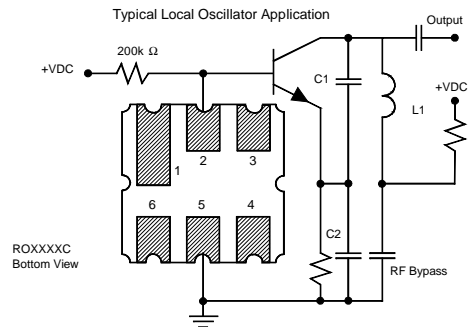 Typical Local Oscillator Application
Output
200k Ω
+VDC
C1
+VDC
L1
1
2
3
6
5
4
C2
ROXXXXC
Bottom View
RF Bypass